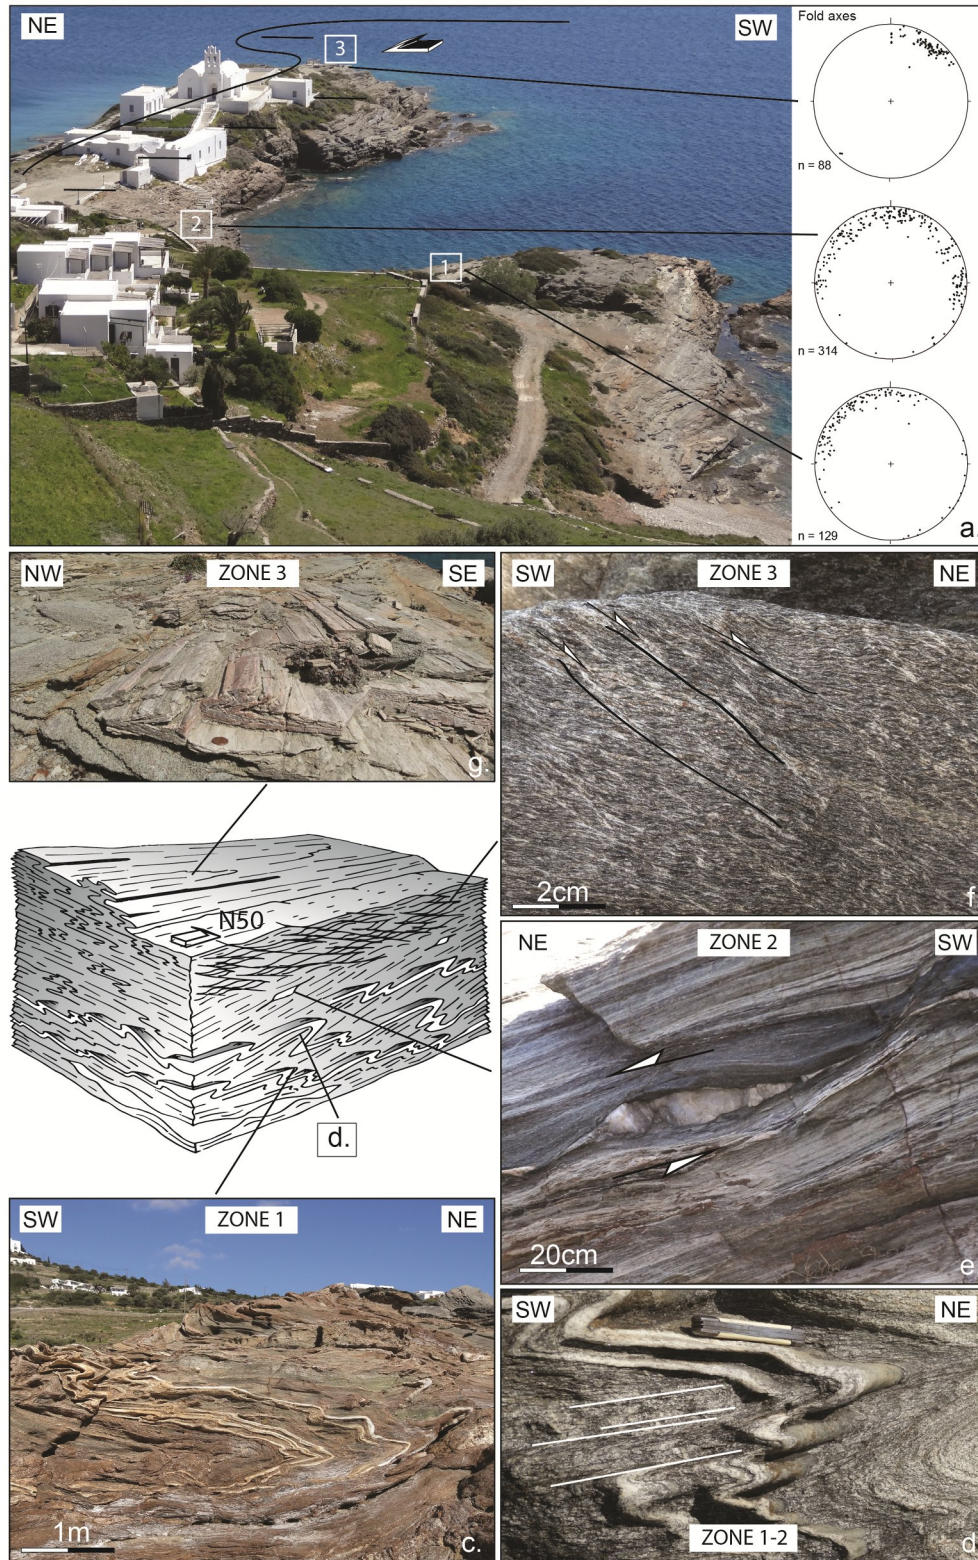 NE
SW
Fold axes
3
n = 88
2
1
n = 314
n = 129
a.
NW
ZONE 3
SE
g.
SW
ZONE 3
NE
2cm
f.
N50
d.
NE
ZONE 2
SW
20cm
e.
SW
ZONE 1
NE
1m
c.
SW
NE
ZONE 1-2
d.